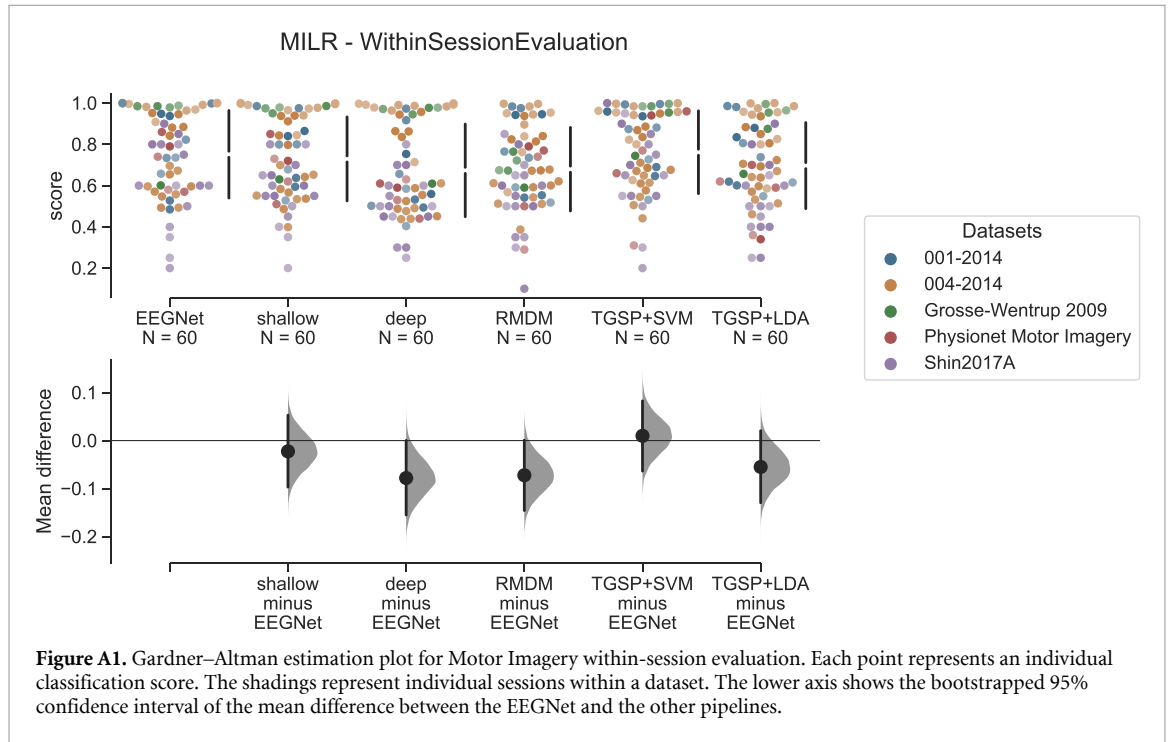 MILR - WithinSessionEvaluation
1.0
0.8
0.6
0.4
0.2
score
EEGNet
N = 60
shallow
N = 60
deep
N = 60
RMDM
N = 60
TGSP+SVM
N = 60
TGSP+LDA
N = 60
Datasets
001-2014
004-2014
Grosse-Wentrup 2009
Physionet Motor Imagery
Shin2017A
0.1
0.0
−0.1
−0.2
Mean difference
shallow
minus
EEGNet
deep
minus
EEGNet
RMDM
minus
EEGNet
TGSP+SVM
minus
EEGNet
TGSP+LDA
minus
EEGNet
Figure A1. Gardner–Altman estimation plot for Motor Imagery within-session evaluation. Each point represents an individual
classification score. The shadings represent individual sessions within a dataset. The lower axis shows the bootstrapped 95%
confidence interval of the mean difference between the EEGNet and the other pipelines.